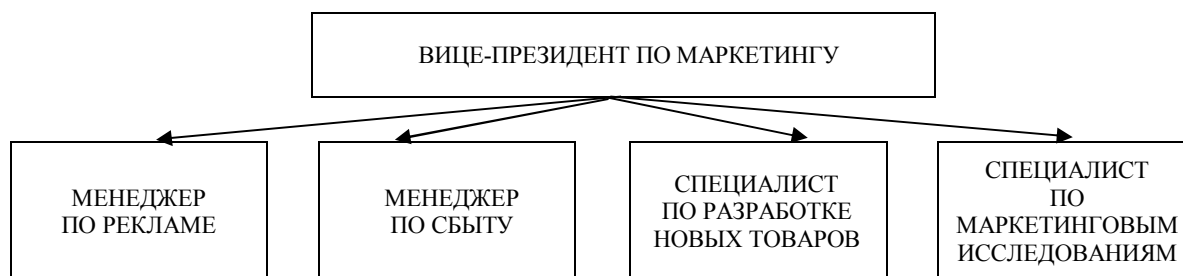 ВИЦЕ-ПРЕЗИДЕНТ ПО МАРКЕТИНГУ
МЕНЕДЖЕР
ПО РЕКЛАМЕ
МЕНЕДЖЕР
ПО СБЫТУ
СПЕЦИАЛИСТ
ПО РАЗРАБОТКЕ
НОВЫХ ТОВАРОВ
СПЕЦИАЛИСТ
ПО
МАРКЕТИНГОВЫМ
ИССЛЕДОВАНИЯМ